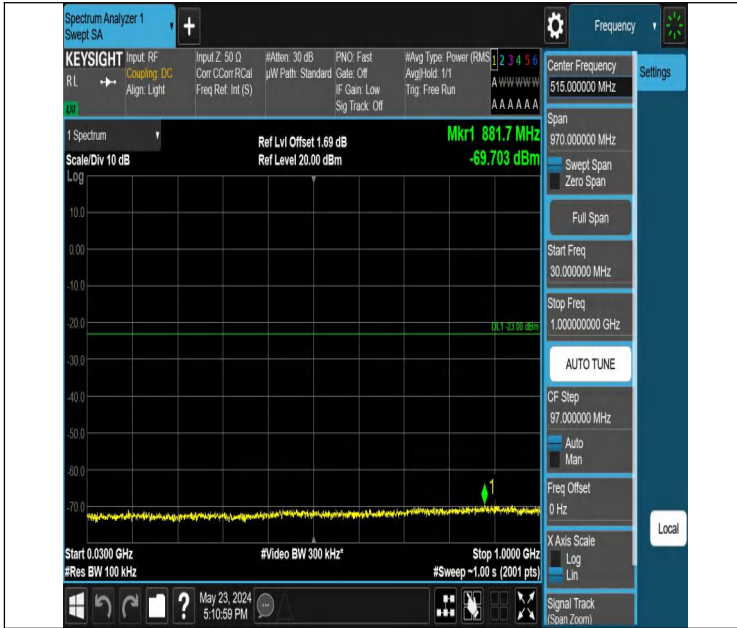 Spectrum Analyzer 1
Swept SA
+
Frequency
KEYSIGHT
RL
Input: RF
Coupling: DC
Align: Light
Input Z: 50 Ω
Corr CCorr RCal
Freq Ref: Int (S)
#Atten: 30 dB
µW Path: Standard
PNO: Fast
Gate: Off
IF Gain: Low
Sig Track: Off
#Avg Type: Power (RMS
Avg|Hold: 1/1
Trig: Free Run
1 2 3 4 5 6
A W W W W W
A A A A A A
1 Spectrum
Scale/Div 10 dB
Log
Ref Lvl Offset 1.69 dB
Ref Level 20.00 dBm
Mkr1 881.7 MHz
-69.703 dBm
10.0
0.00
-10.0
-20.0
DL1 -23.00 dBm
-30.0
-40.0
-50.0
-60.0
1
-70.0
Start 0.0300 GHz
#Res BW 100 kHz
#Video BW 300 kHz*
Stop 1.0000 GHz
#Sweep ~1.00 s (2001 pts)
Center Frequency
515.000000 MHz
Settings
Span
970.000000 MHz
Swept Span
Zero Span
Full Span
Start Freq
30.000000 MHz
Stop Freq
1.000000000 GHz
AUTO TUNE
CF Step
97.000000 MHz
Auto
Man
Freq Offset
0 Hz
Local
X Axis Scale
Log
Lin
Signal Track
(Span Zoom)
?
May 23, 2024
5:10:59 PM